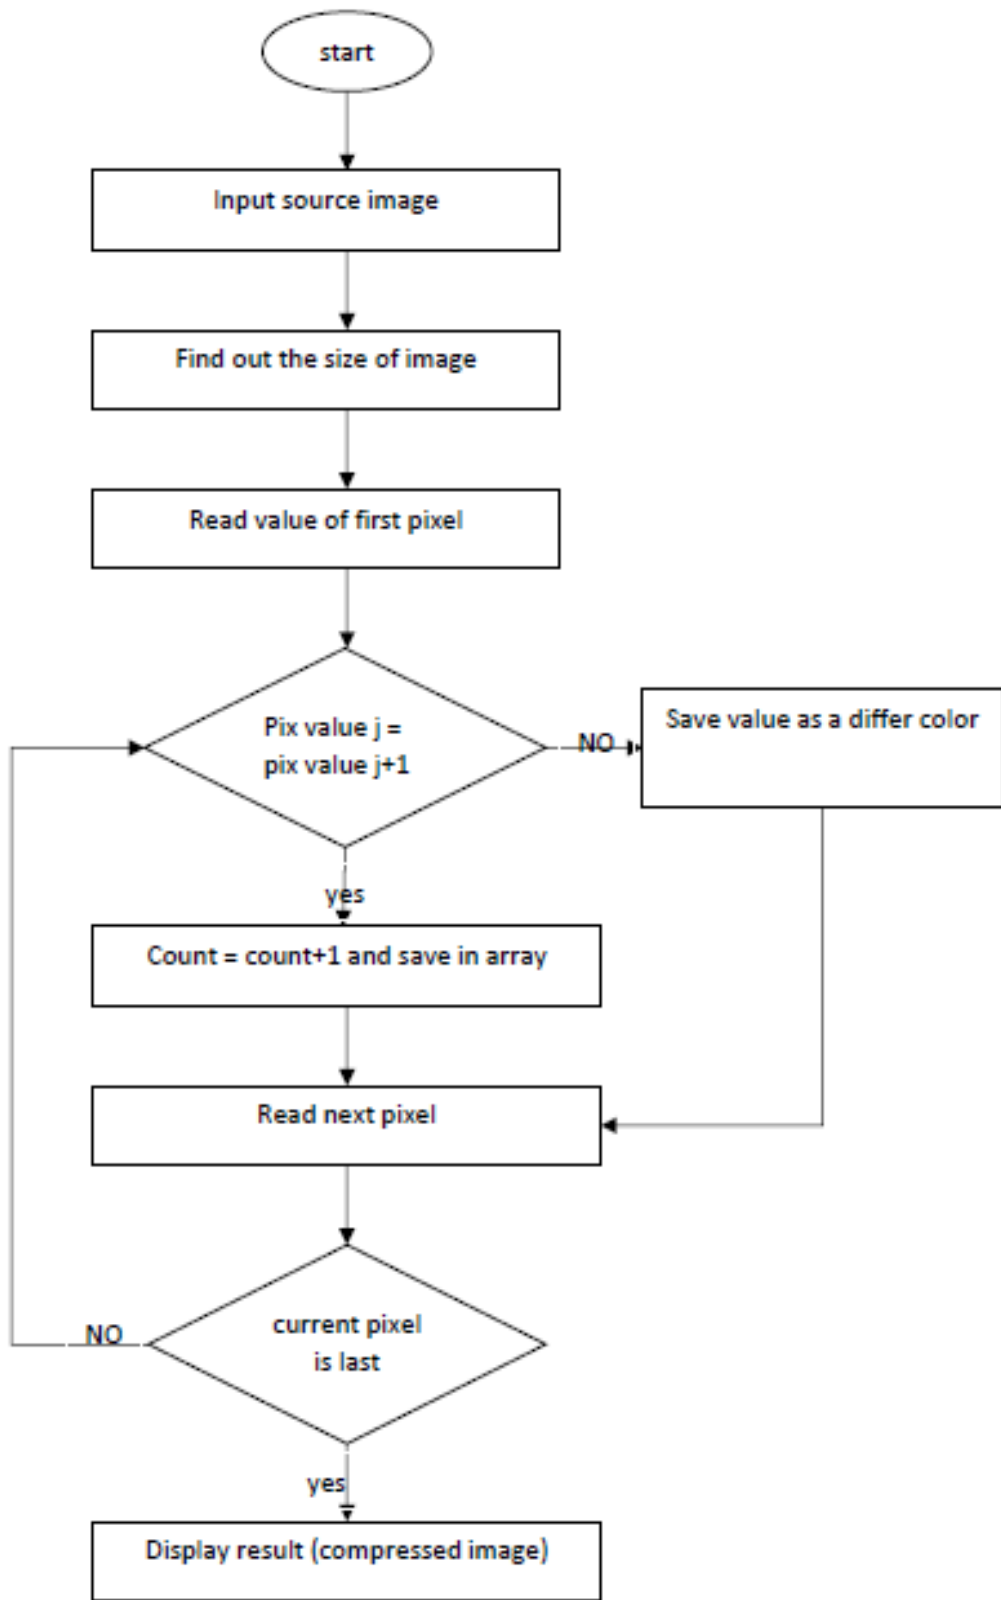 start
Input source image
Find out the size of image
Read value of first pixel
Pix value j =
pix value j+1
NO
Save value as a differ color
yes
Count = count+1 and save in array
Read next pixel
current pixel
is last
NO
yes
Display result (compressed image)